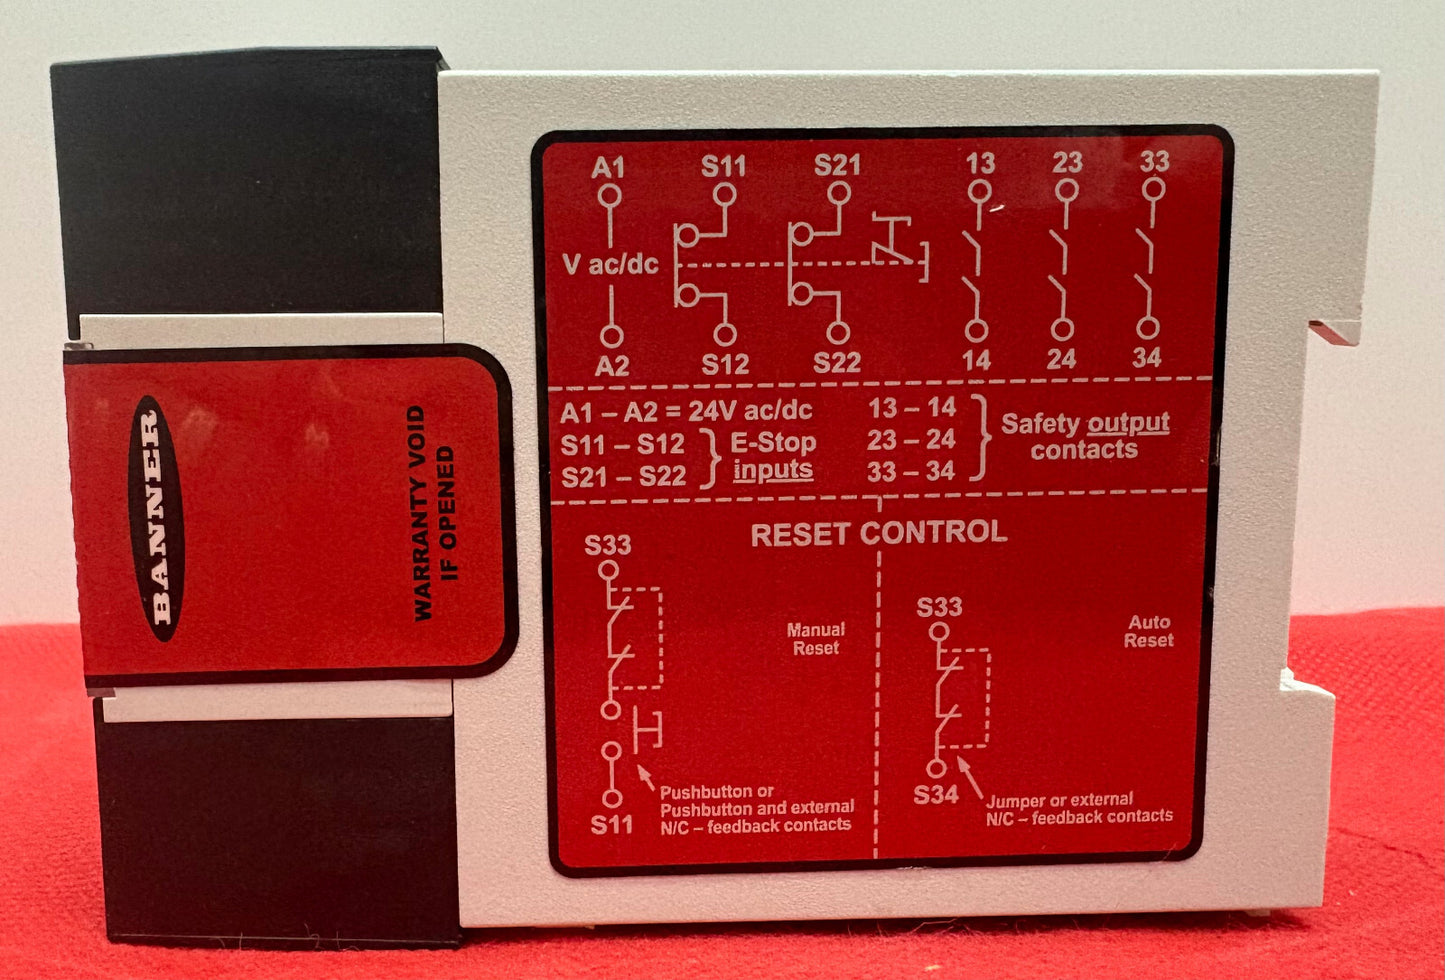 BANNER
WARRANTY VOID
IF OPENED
A1 S11 S21 13 23 33
V ac/dc
A2 S12 S22 14 24 34
A1 – A2 = 24V ac/dc
S11 – S12
S21 – S22
E-Stop
inputs
13 – 14
23 – 24
33 – 34
Safety output
contacts
RESET CONTROL
S33
Manual
Reset
Pushbutton or
Pushbutton and external
N/C – feedback contacts
S11
S33
Auto
Reset
S34
Jumper or external
N/C – feedback contacts